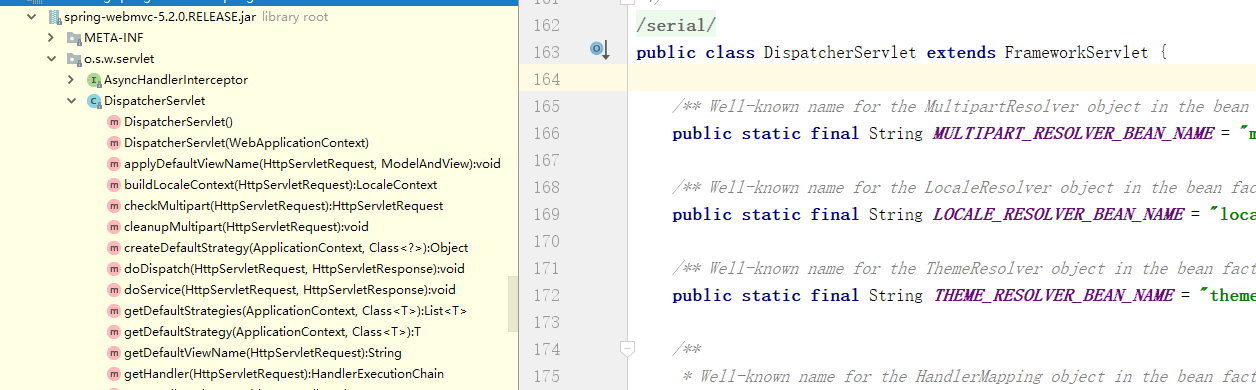 spring-webmvc-5.2.0.RELEASE.jar library root
META-INF
o.s.w.servlet
AsyncHandlerInterceptor
DispatcherServlet
DispatcherServlet()
DispatcherServlet(WebApplicationContext)
applyDefaultViewName(HttpServletRequest, ModelAndView):void
buildLocaleContext(HttpServletRequest):LocaleContext
checkMultipart(HttpServletRequest):HttpServletRequest
cleanupMultipart(HttpServletRequest):void
createDefaultStrategy(ApplicationContext, Class<?>):Object
doDispatch(HttpServletRequest, HttpServletResponse):void
doService(HttpServletRequest, HttpServletResponse):void
getDefaultStrategies(ApplicationContext, Class<T>):List<T>
getDefaultStrategy(ApplicationContext, Class<T>):T
getDefaultViewName(HttpServletRequest):String
getHandler(HttpServletRequest):HandlerExecutionChain
162 /serial/
163 public class DispatcherServlet extends FrameworkServlet {
164
165 /** Well-known name for the MultipartResolver object in the bean
166 public static final String MULTIPART_RESOLVER_BEAN_NAME = "m
167
168 /** Well-known name for the LocaleResolver object in the bean fac
169 public static final String LOCALE_RESOLVER_BEAN_NAME = "loca
170
171 /** Well-known name for the ThemeResolver object in the bean fact
172 public static final String THEME_RESOLVER_BEAN_NAME = "theme
173
174 /**
175 * Well-known name for the HandlerMapping object in the bean fact